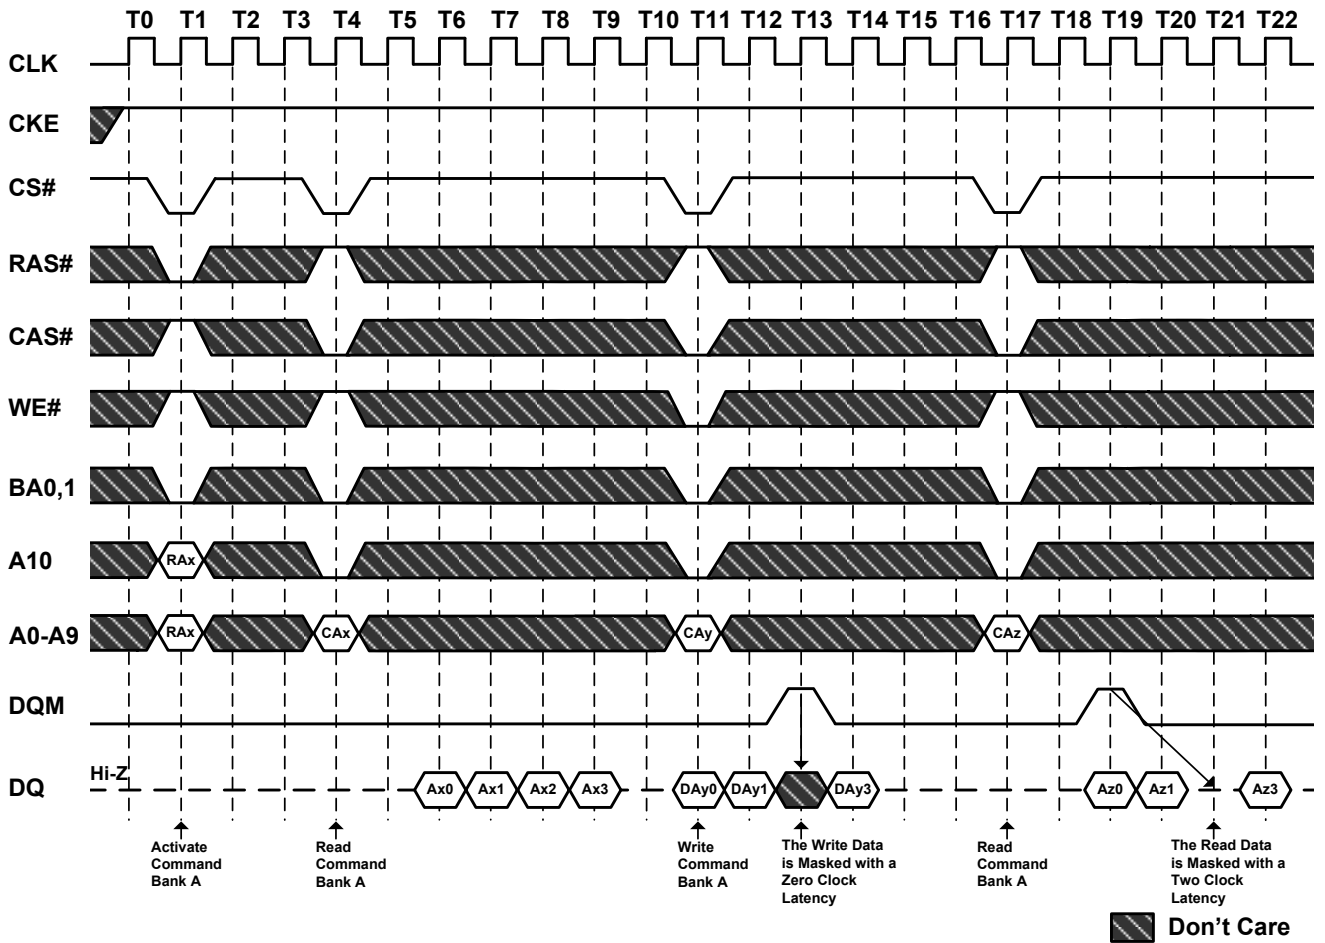 T0 T1 T2 T3 T4 T5 T6 T7 T8 T9 T10 T11 T12 T13 T14 T15 T16 T17 T18 T19 T20 T21 T22
CLK
CKE
CS#
RAS#
CAS#
WE#
BA0,1
A10 RAx
A0-A9 RAx CAx CAy CAz
DQM
DQ Hi-Z Ax0 Ax1 Ax2 Ax3 DAy0 DAy1 DAy3 Az0 Az1 Az3
Activate
Command
Bank A
Read
Command
Bank A
Write
Command
Bank A
The Write Data
is Masked with a
Zero Clock
Latency
Read
Command
Bank A
The Read Data
is Masked with a
Two Clock
Latency
Don't Care